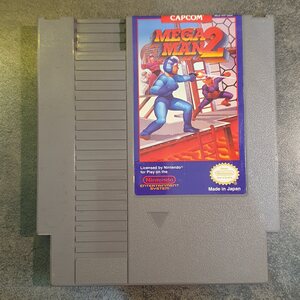 CAPCOM
MEGA
MAN 2
Licensed by Nintendo
for Play on the
Nintendo
ENTERTAINMENT
SYSTEM
Made in Japan